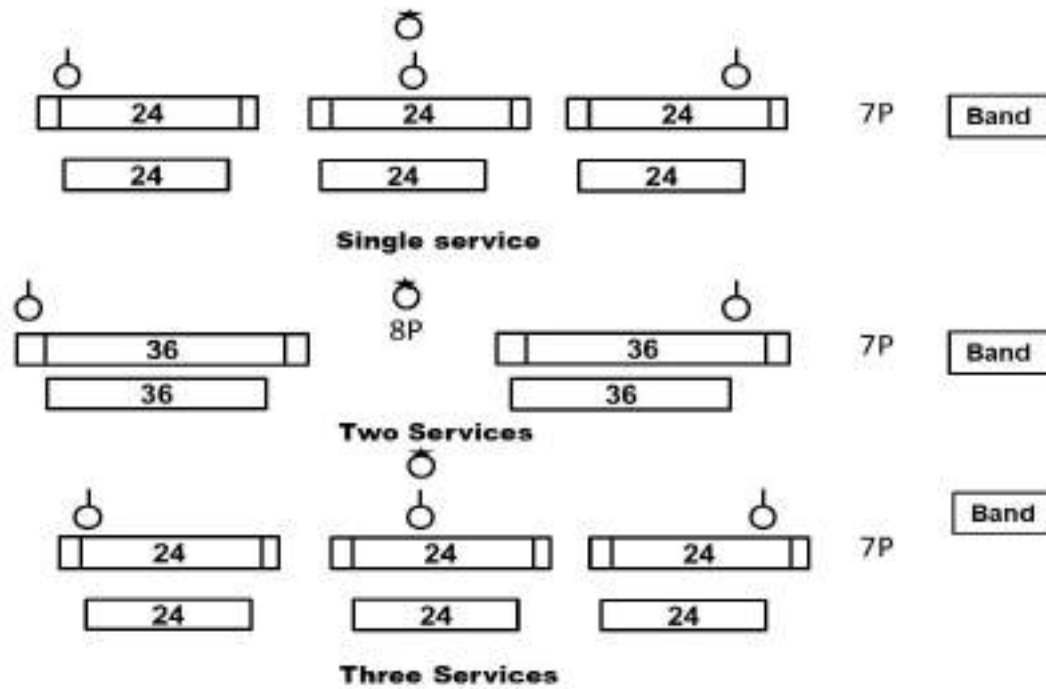 24 24 24 7P Band
24 24 24
Single service
8P
36 36 7P Band
36 36
Two Services
Band
24 24 24 7P
24 24 24
Three Services